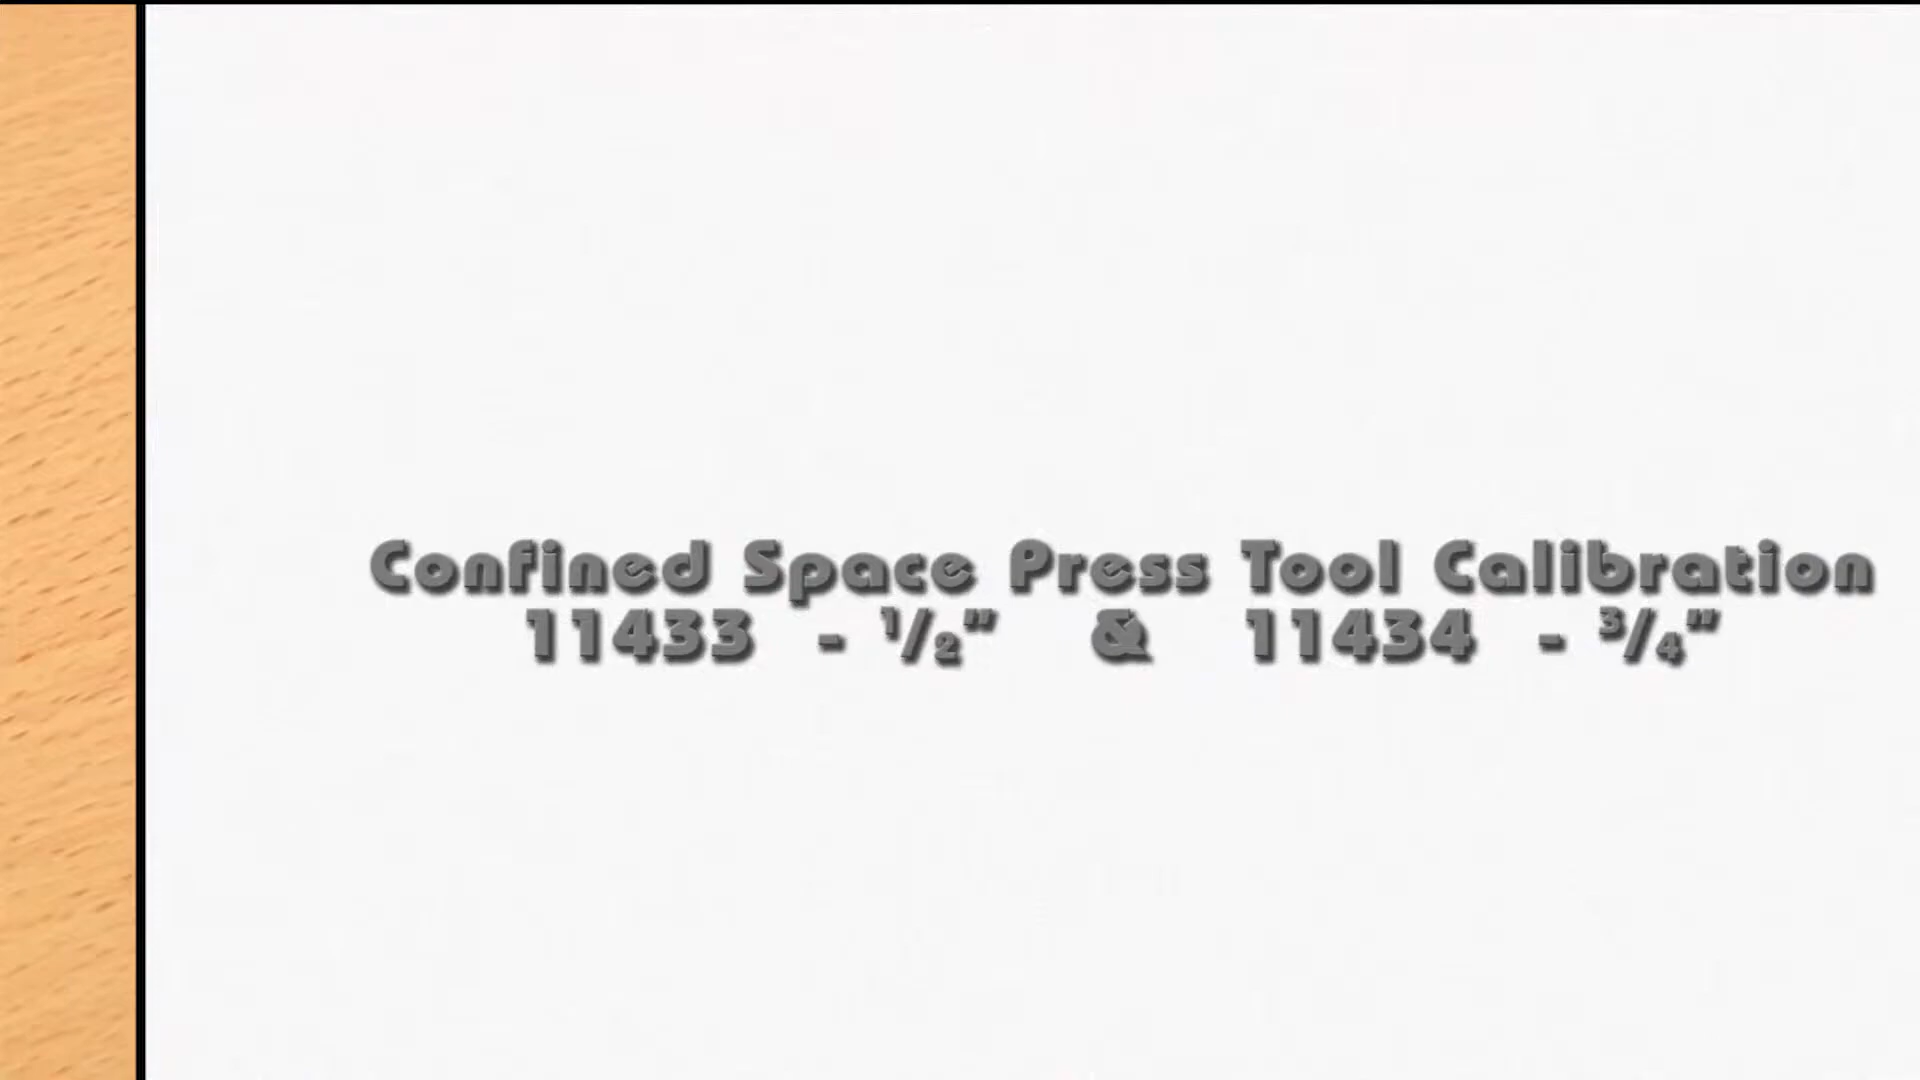 Confined Space Press Tool Calibration
11433 - ½" & 11434 - ¾"